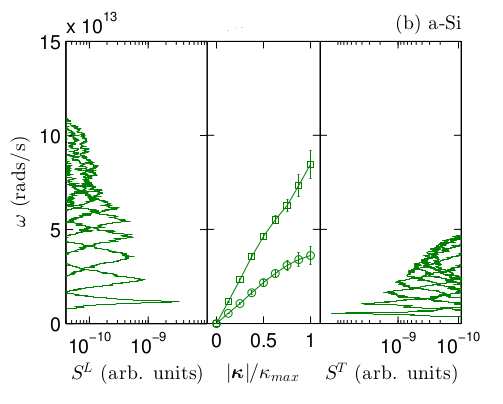 x 10^13
(b) a-Si
15
10
5
0
ω (rads/s)
10^-10 10^-9 0 0.5 1 10^-9 10^-10
S^L (arb. units) |κ|/κ_max S^T (arb. units)